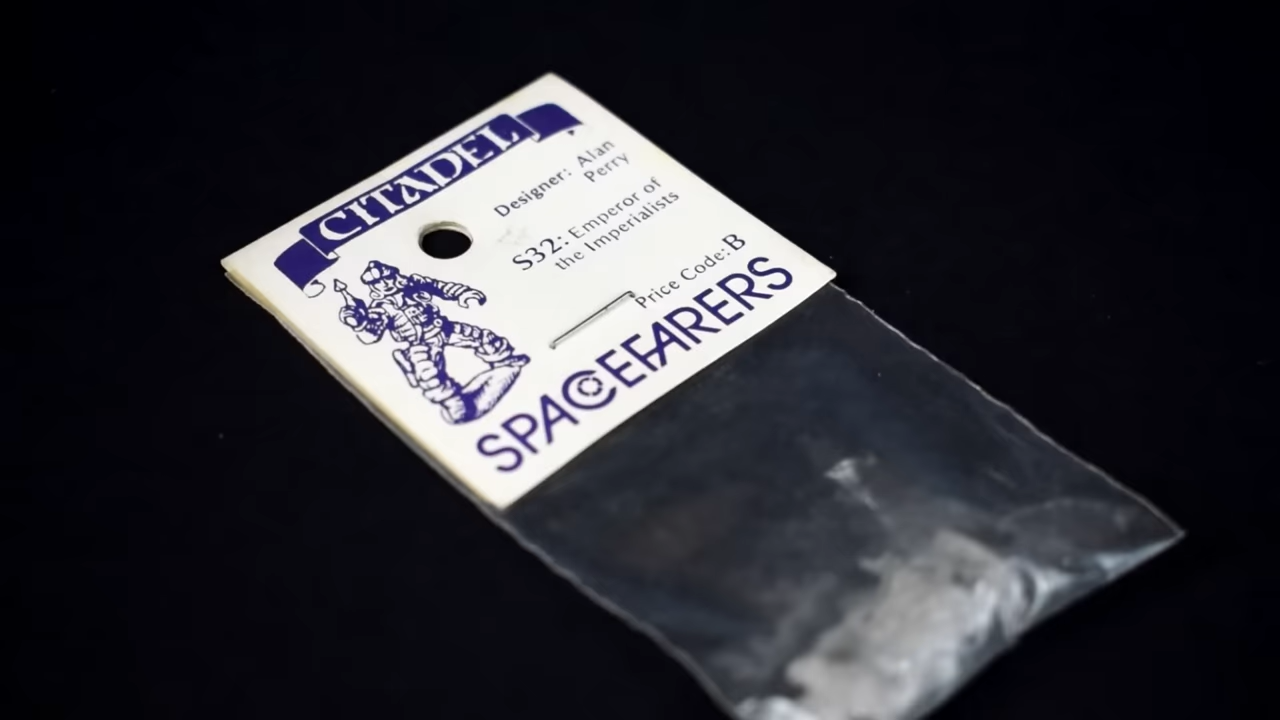 CITADEL
Designer: Alan
Perry
S32: Emperor of
the Imperialists
Price Code: B
SPACEFARERS